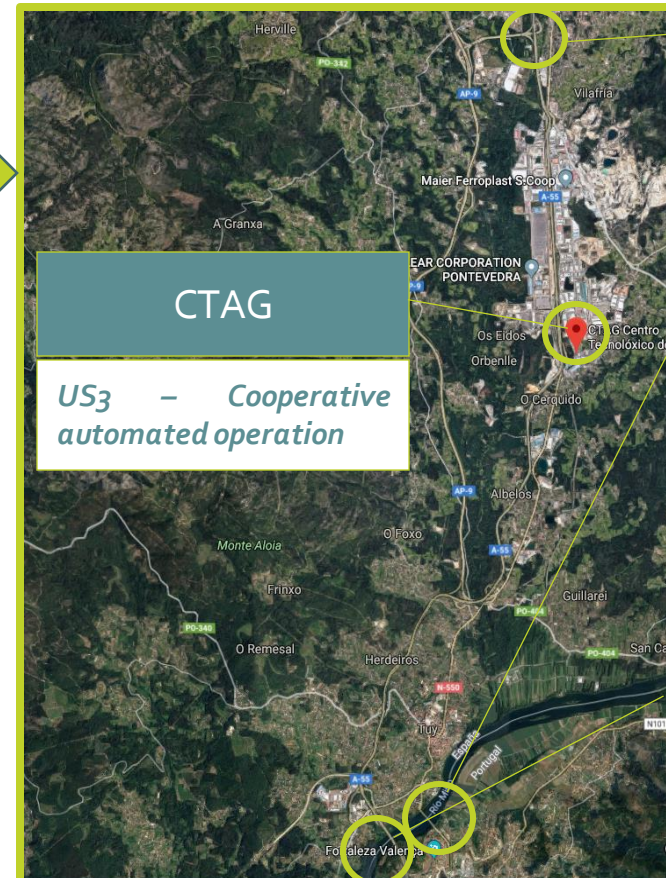 Herville
PO-342
AP-9
Vilafría
Maier Ferroplast S.Coop
A-55
A Granxa
EAR CORPORATION
PONTEVEDRA
P-9
CTAG
US3 – Cooperative
automated operation
CTAG Centro
Tecnolóxico de
Os Eidos
Orbenlle
O Cerquido
AP-9
Albelos
O Foxo
Monte Aloia
A-55
Frinxo
Guillarei
PO-404
PO-340
O Remesal
Herdeiros
PO-404
San Ca
N-550
Tuy
N101
España
Portugal
A-55
Río Mi
Fortaleza Valença